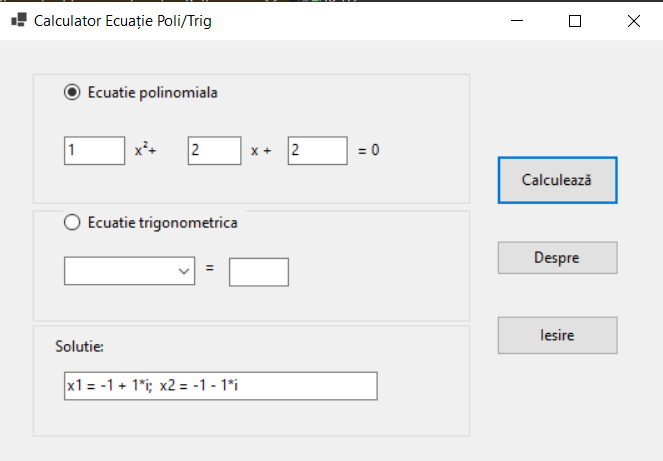 Calculator Ecuație Poli/Trig
Ecuatie polinomiala
1 x²+ 2 x + 2 = 0
Calculează
Ecuatie trigonometrica
=
Despre
Solutie:
Iesire
x1 = -1 + 1*i; x2 = -1 - 1*i